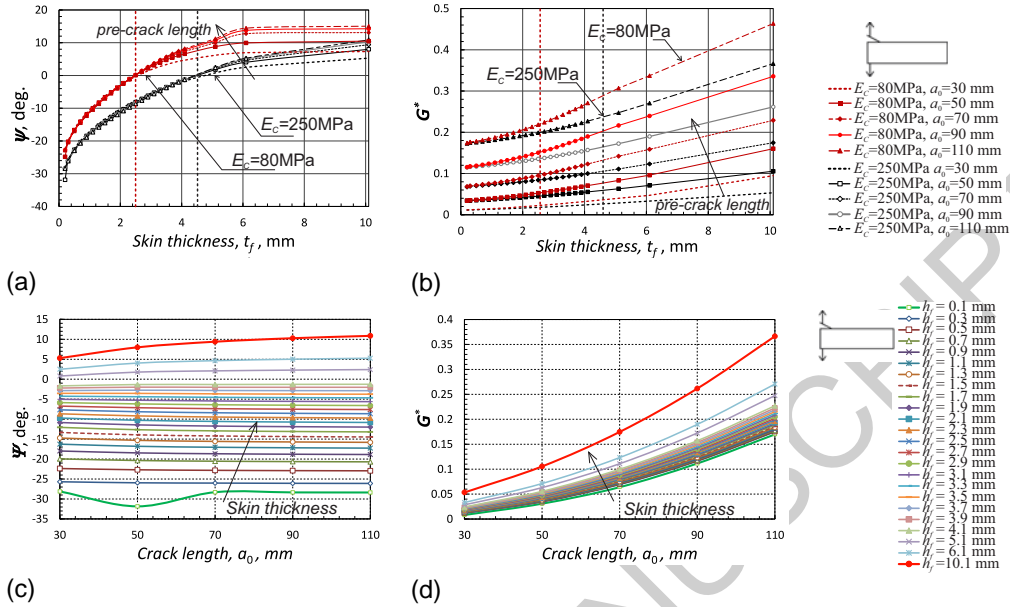 40
30
20
10
0
-10
-20
-30
-40
ψ, deg.
pre-crack length
E_c=250MPa
E_c=80MPa
0 2 4 6 8 10
Skin thickness, t_f , mm
(a)
0.5
0.4
0.3
0.2
0.1
0
G*
E_c=80MPa
E_c=250MPa
pre-crack length
0 2 4 6 8 10
Skin thickness, t_f , mm
(b)
E_c=80MPa, a_0=30 mm
E_c=80MPa, a_0=50 mm
E_c=80MPa, a_0=70 mm
E_c=80MPa, a_0=90 mm
E_c=80MPa, a_0=110 mm
E_c=250MPa a_0=30 mm
E_c=250MPa, a_0=50 mm
E_c=250MPa, a_0=70 mm
E_c=250MPa, a_0=90 mm
E_c=250MPa, a_0=110 mm
20
15
10
5
0
-5
-10
-15
-20
-25
-30
-35
Ψ, deg.
Skin thickness
30 50 70 90 110
Crack length, a_0, mm
(c)
0.4
0.35
0.3
0.25
0.2
0.15
0.1
0.05
0
G*
Skin thickness
30 50 70 90 110
Crack length, a_0, mm
(d)
h_f = 0.1 mm
h_f = 0.3 mm
h_f = 0.5 mm
h_f = 0.7 mm
h_f = 0.9 mm
h_f = 1.1 mm
h_f = 1.3 mm
h_f = 1.5 mm
h_f = 1.7 mm
h_f = 1.9 mm
h_f = 2.1 mm
h_f = 2.3 mm
h_f = 2.5 mm
h_f = 2.7 mm
h_f = 2.9 mm
h_f = 3.1 mm
h_f = 3.3 mm
h_f = 3.5 mm
h_f = 3.7 mm
h_f = 3.9 mm
h_f = 4.1 mm
h_f = 5.1 mm
h_f = 6.1 mm
h_f = 10.1 mm